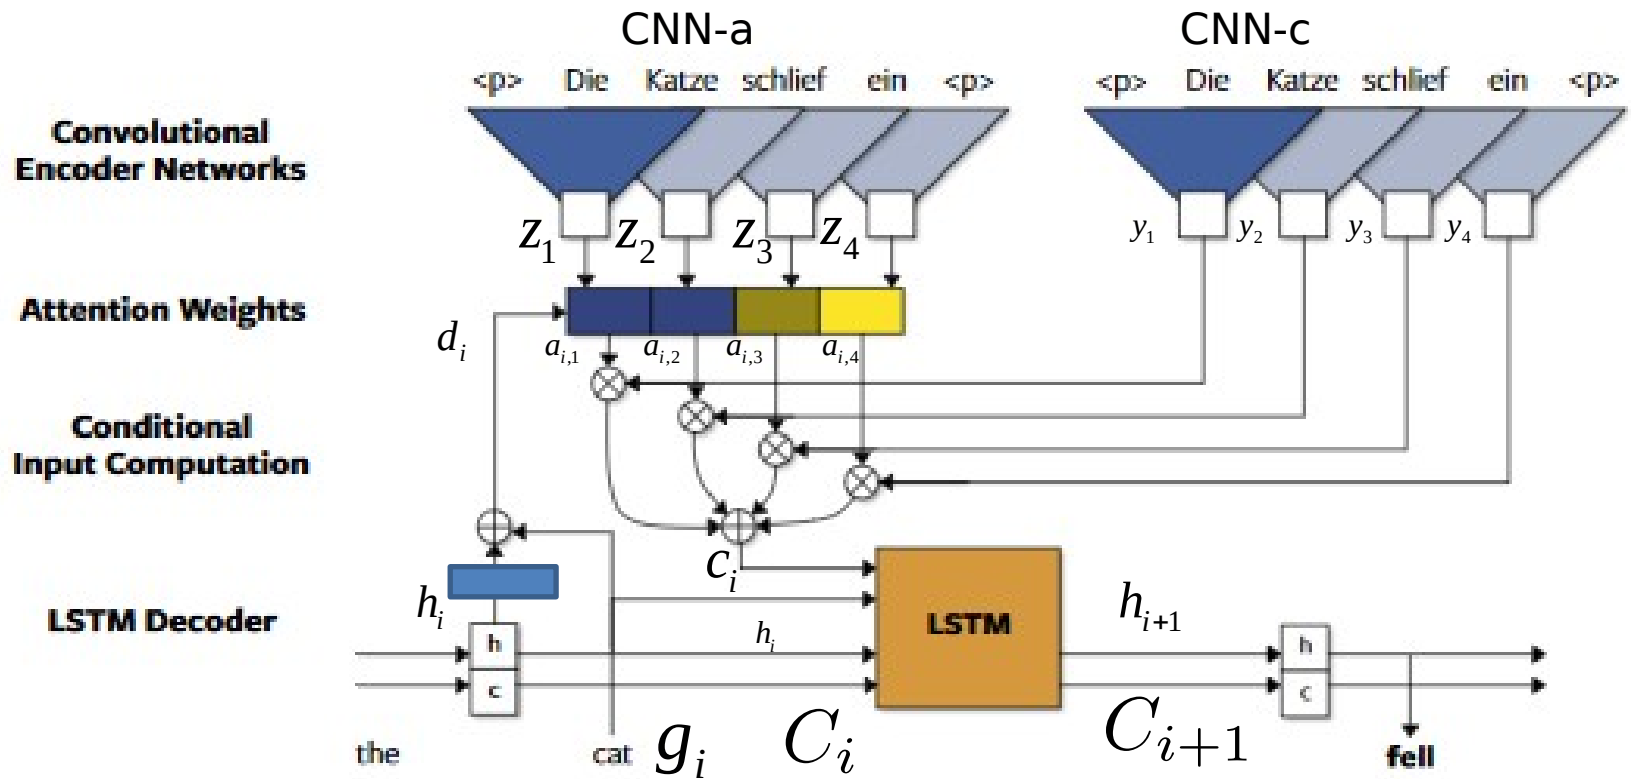 CNN-a CNN-c
<p> Die Katze schlief ein <p> <p> Die Katze schlief ein <p>
Convolutional
Encoder Networks
Z1 Z2 Z3 Z4 y1 y2 y3 y4
Attention Weights
di ai,1 ai,2 ai,3 ai,4
Conditional
Input Computation
ci
hi hi+1
LSTM Decoder LSTM
h hi h
c c
Ci Ci+1
the cat gi fell